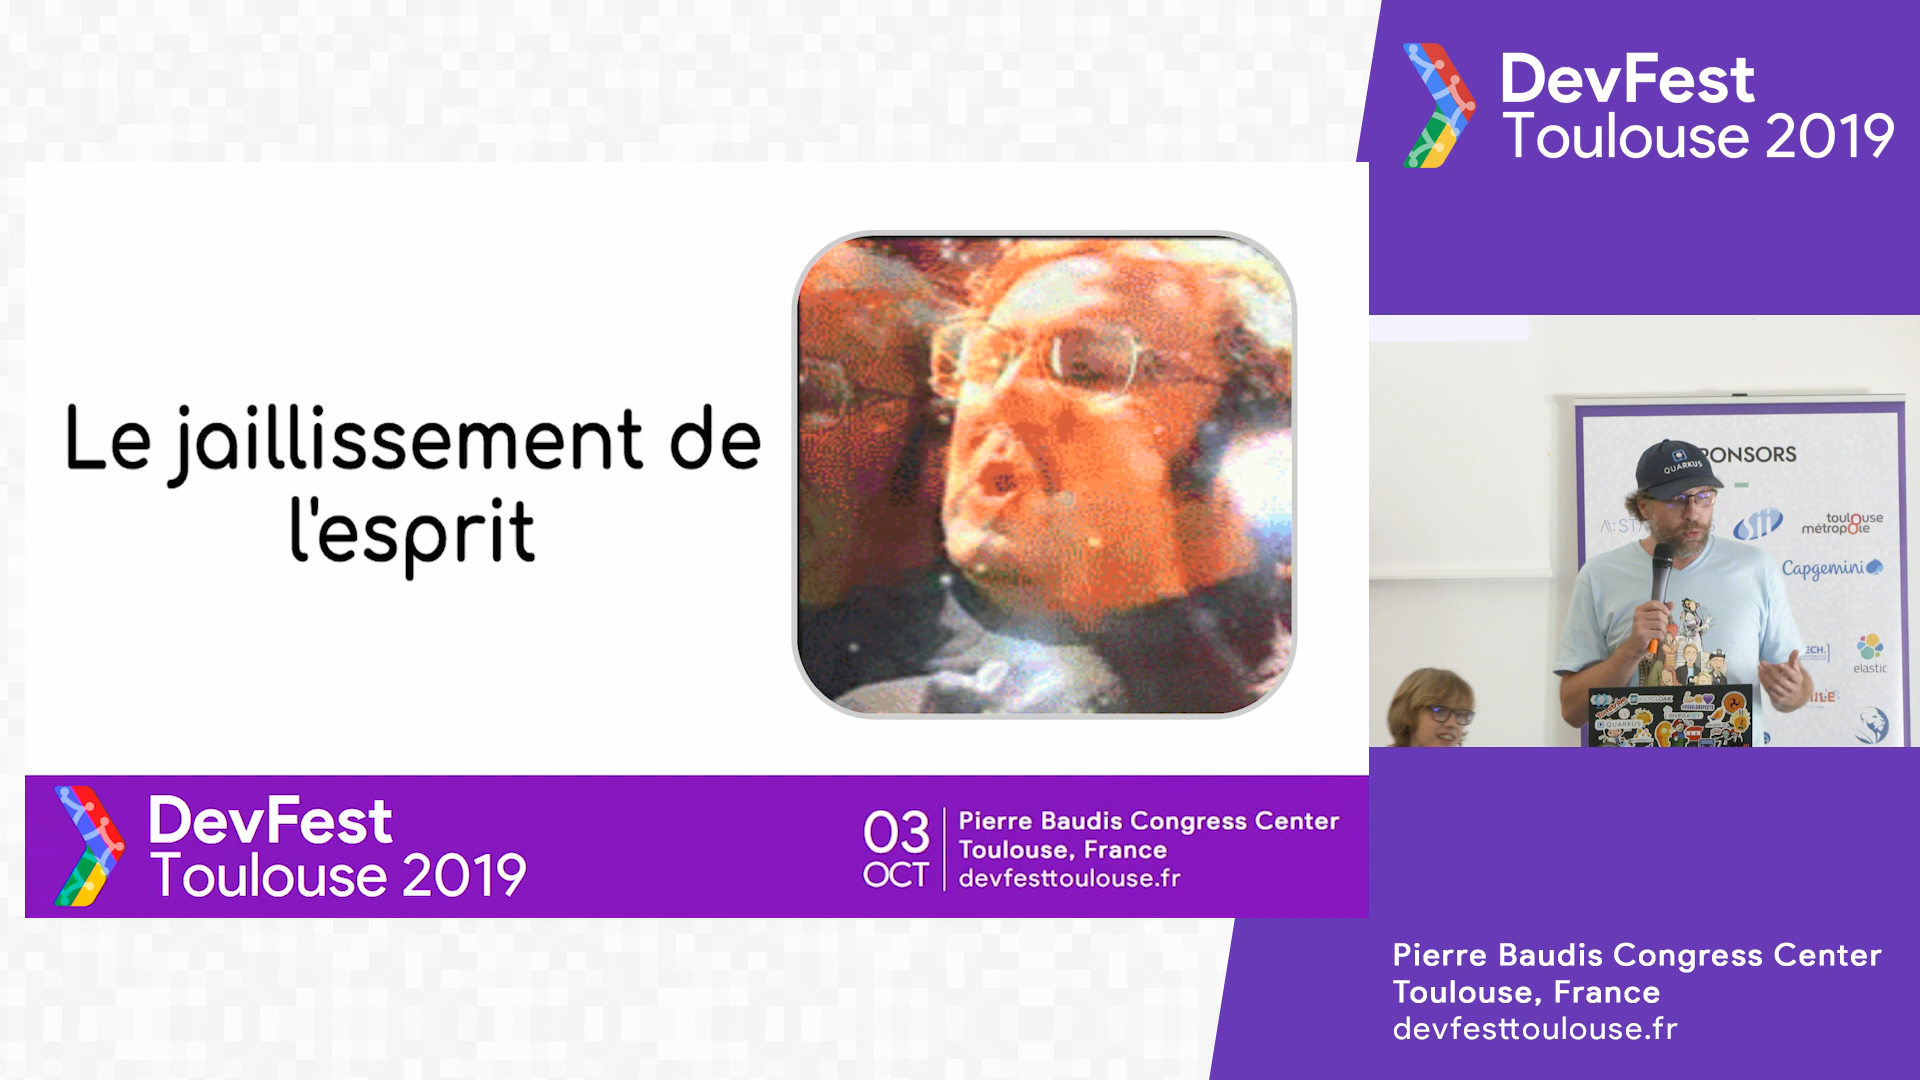 DevFest
Toulouse 2019
Le jaillissement de
l'esprit
QUARKUS
toulouse
métropole
Capgemini
elastic
QUARKUS
DevFest
Toulouse 2019
03
OCT
Pierre Baudis Congress Center
Toulouse, France
devfesttoulouse.fr
Pierre Baudis Congress Center
Toulouse, France
devfesttoulouse.fr